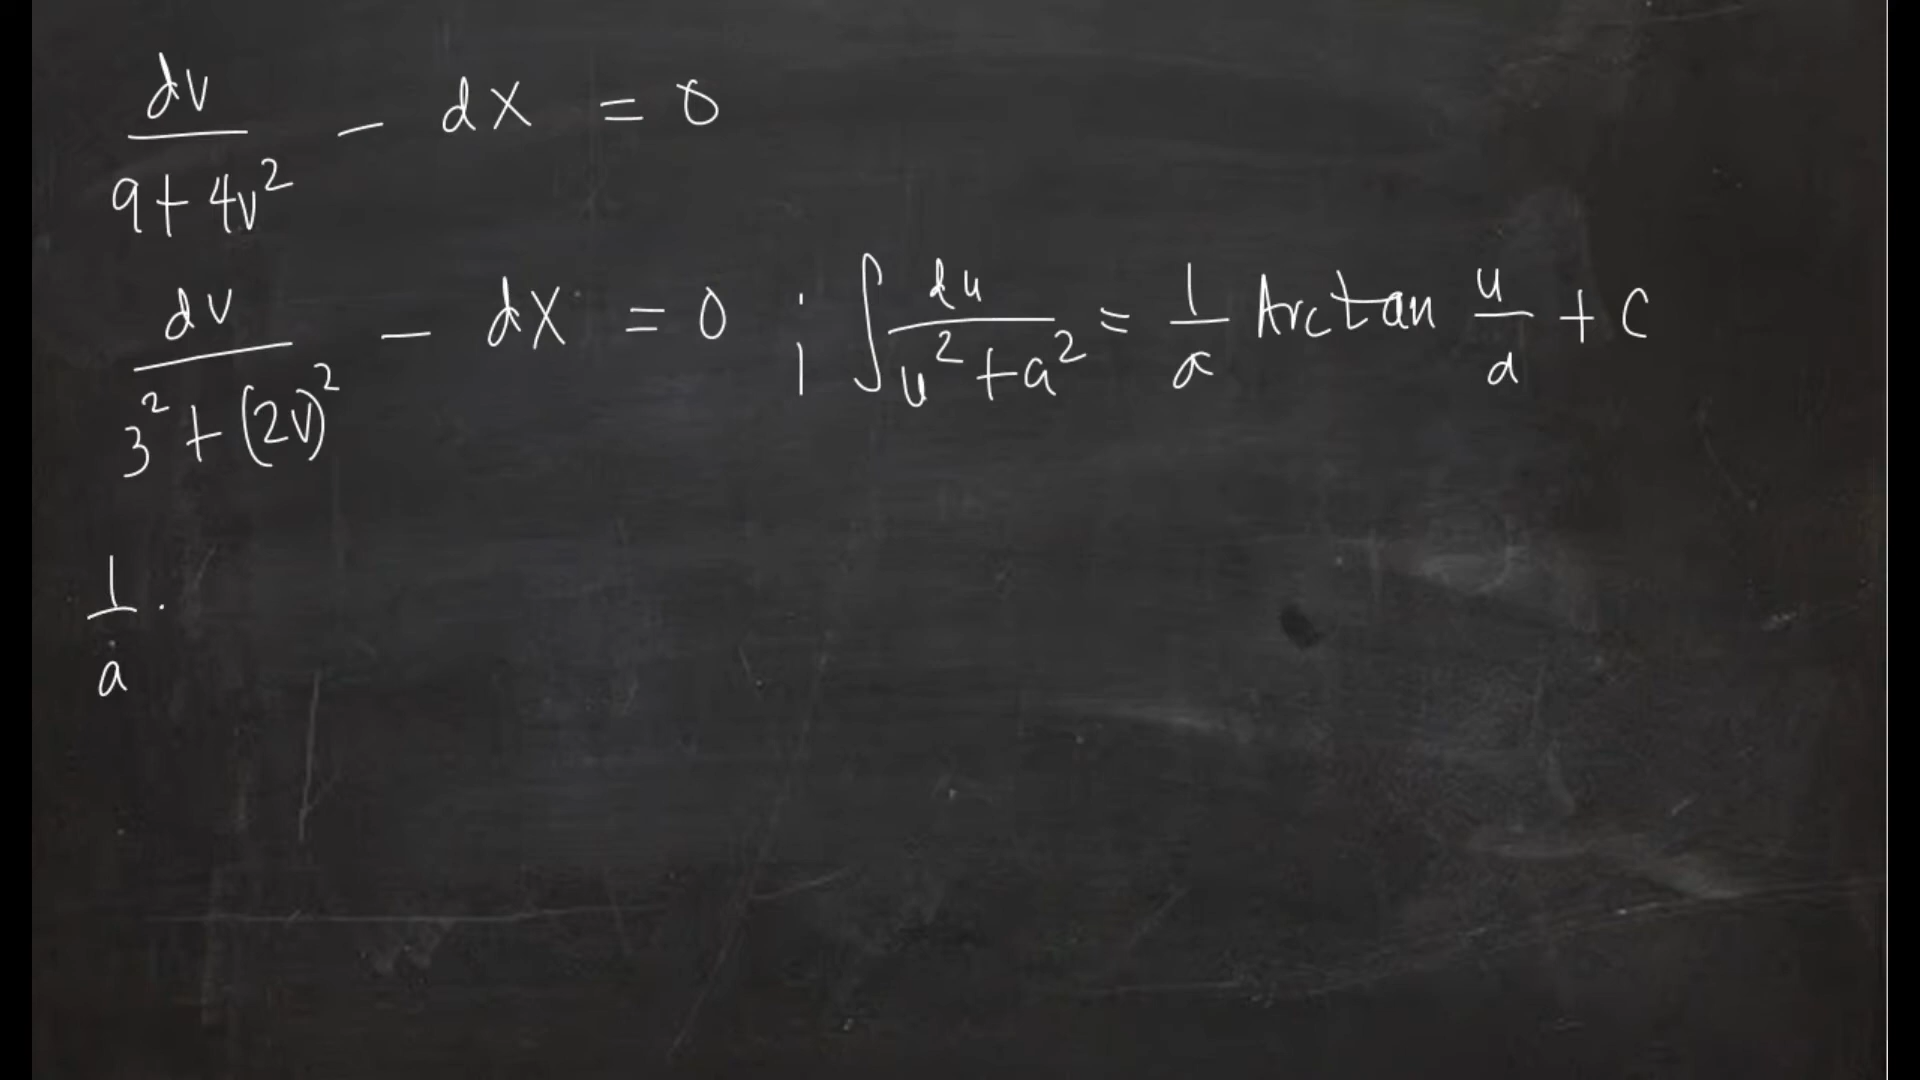 dv/(9 + 4v²) − dx = 0
dv/(3² + (2v)²) − dx = 0 ; ∫ du/(u² + a²) = 1/a Arctan u/a + C
1/a ·